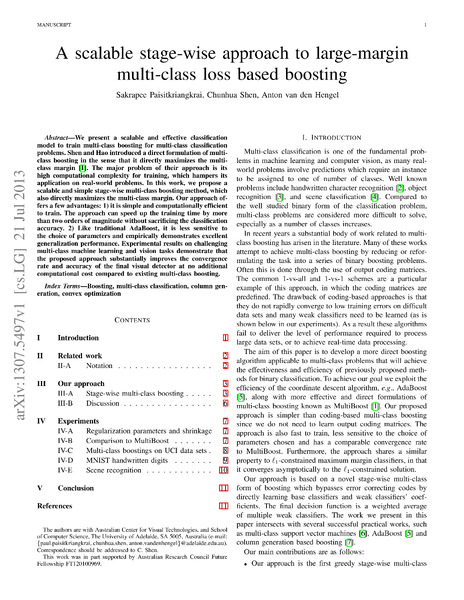 MANUSCRIPT 1
A scalable stage-wise approach to large-margin
multi-class loss based boosting
Sakrapee Paisitkriangkrai, Chunhua Shen, Anton van den Hengel
arXiv:1307.5497v1 [cs.LG] 21 Jul 2013
Abstract—We present a scalable and effective classification
model to train multi-class boosting for multi-class classification
problems. Shen and Hao introduced a direct formulation of multi-
class boosting in the sense that it directly maximizes the multi-
class margin [1]. The major problem of their approach is its
high computational complexity for training, which hampers its
application on real-world problems. In this work, we propose a
scalable and simple stage-wise multi-class boosting method, which
also directly maximizes the multi-class margin. Our approach of-
fers a few advantages: 1) it is simple and computationally efficient
to train. The approach can speed up the training time by more
than two orders of magnitude without sacrificing the classification
accuracy. 2) Like traditional AdaBoost, it is less sensitive to
the choice of parameters and empirically demonstrates excellent
generalization performance. Experimental results on challenging
multi-class machine learning and vision tasks demonstrate that
the proposed approach substantially improves the convergence
rate and accuracy of the final visual detector at no additional
computational cost compared to existing multi-class boosting.
Index Terms—Boosting, multi-class classification, column gen-
eration, convex optimization
CONTENTS
I Introduction 1
II Related work 2
II-A Notation . . . . . . . . . . . . . . . 2
III Our approach 3
III-A Stage-wise multi-class boosting . . . . . 3
III-B Discussion . . . . . . . . . . . . . . 6
IV Experiments 7
IV-A Regularization parameters and shrinkage 7
IV-B Comparison to MultiBoost . . . . . . . 7
IV-C Multi-class boostings on UCI data sets . 8
IV-D MNIST handwritten digits . . . . . . . 9
IV-E Scene recognition . . . . . . . . . . . 10
V Conclusion 11
References 11
The authors are with Australian Center for Visual Technologies, and School
of Computer Science, The University of Adelaide, SA 5005, Australia (e-mail:
{paul.paisitkriangkrai, chunhua.shen, anton.vandenhengel}@adelaide.edu.au).
Correspondence should be addressed to C. Shen.
This work was in part supported by Australian Research Council Future
Fellowship FT120100969.
1. INTRODUCTION
Multi-class classification is one of the fundamental prob-
lems in machine learning and computer vision, as many real-
world problems involve predictions which require an instance
to be assigned to one of number of classes. Well known
problems include handwritten character recognition [2], object
recognition [3], and scene classification [4]. Compared to
the well studied binary form of the classification problem,
multi-class problems are considered more difficult to solve,
especially as number of classes increases.
In recent years a substantial body of work related to multi-
class boosting has arisen in the literature. Many of these works
attempt to achieve multi-class boosting by reducing or refor-
mulating the task into a series of binary boosting problems.
Often this is done through the use of output coding matrices.
The common 1-vs-all and 1-vs-1 schemes are a particular
example of this approach, in which the coding matrices are
predefined. The drawback of coding-based approaches is that
they do not rapidly converge to low training errors on difficult
data sets and many weak classifiers need to be learned (as is
shown below in our experiments). As a result these algorithms
fail to deliver the level of performance required to process
large data sets, or to achieve real-time data processing.
The aim of this paper is to develop a more direct boosting
algorithm applicable to multi-class problems that will achieve
the effectiveness and efficiency of previously proposed meth-
ods for binary classification. To achieve our goal we exploit the
efficiency of the coordinate descent algorithm, e.g., AdaBoost
[5], along with more effective and direct formulations of
multi-class boosting known as MultiBoost [1]. Our proposed
approach is simpler than coding-based multi-class boosting
since we do not need to learn output coding matrices. The
approach is also fast to train, less sensitive to the choice of
parameters chosen and has a comparable convergence rate
to MultiBoost. Furthermore, the approach shares a similar
property to ℓ1-constrained maximum margin classifiers, in that
it converges asymptotically to the ℓ1-constrained solution.
Our approach is based on a novel stage-wise multi-class
form of boosting which bypasses error correcting codes by
directly learning base classifiers and weak classifiers' coef-
ficients. The final decision function is a weighted average
of multiple weak classifiers. The work we present in this
paper intersects with several successful practical works, such
as multi-class support vector machines [6], AdaBoost [5] and
column generation based boosting [7].
Our main contributions are as follows:
• Our approach is the first greedy stage-wise multi-class